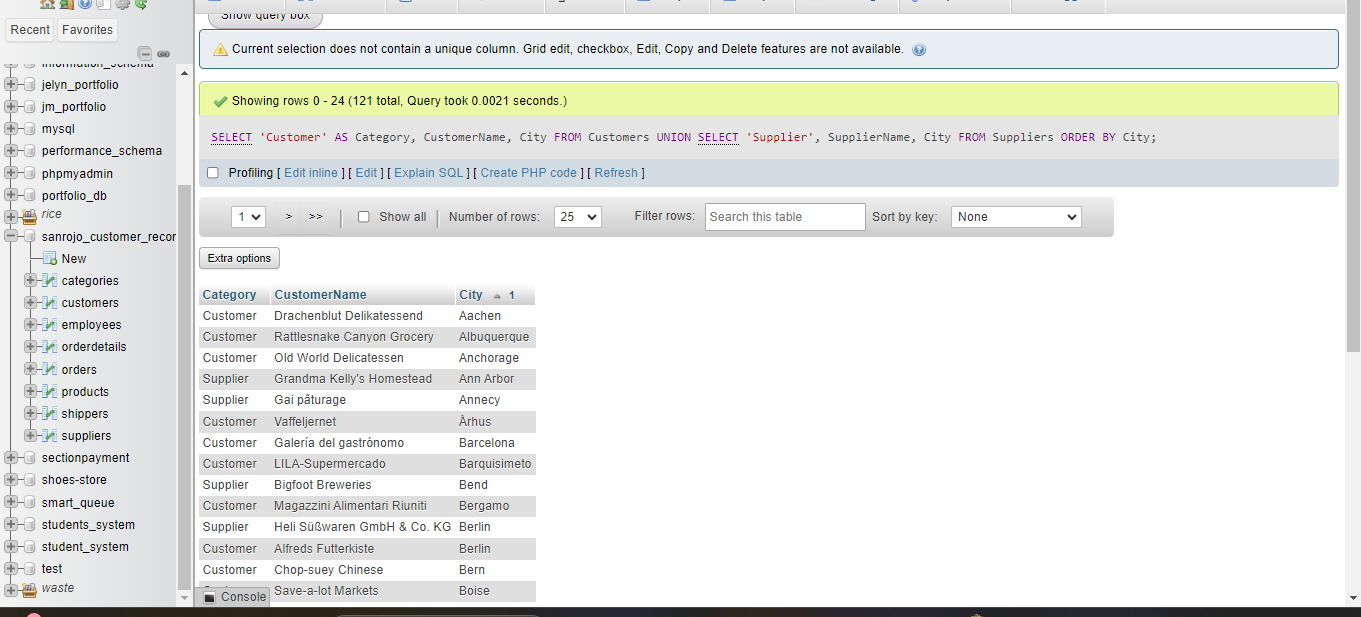 Show query box
Recent Favorites
Current selection does not contain a unique column. Grid edit, checkbox, Edit, Copy and Delete features are not available.
information_schema
jelyn_portfolio
jm_portfolio
mysql
performance_schema
phpmyadmin
portfolio_db
rice
sanrojo_customer_recor
New
categories
customers
employees
orderdetails
orders
products
shippers
suppliers
sectionpayment
shoes-store
smart_queue
students_system
student_system
test
waste
Showing rows 0 - 24 (121 total, Query took 0.0021 seconds.)
SELECT 'Customer' AS Category, CustomerName, City FROM Customers UNION SELECT 'Supplier', SupplierName, City FROM Suppliers ORDER BY City;
Profiling [ Edit inline ] [ Edit ] [ Explain SQL ] [ Create PHP code ] [ Refresh ]
1 > >> | Show all | Number of rows: 25 Filter rows: Search this table Sort by key: None
Extra options
Category CustomerName City 1
Customer Drachenblut Delikatessend Aachen
Customer Rattlesnake Canyon Grocery Albuquerque
Customer Old World Delicatessen Anchorage
Supplier Grandma Kelly's Homestead Ann Arbor
Supplier Gai pâturage Annecy
Customer Vaffeljernet Århus
Customer Galería del gastrónomo Barcelona
Customer LILA-Supermercado Barquisimeto
Supplier Bigfoot Breweries Bend
Customer Magazzini Alimentari Riuniti Bergamo
Supplier Heli Süßwaren GmbH & Co. KG Berlin
Customer Alfreds Futterkiste Berlin
Customer Chop-suey Chinese Bern
Save-a-lot Markets Boise
Console